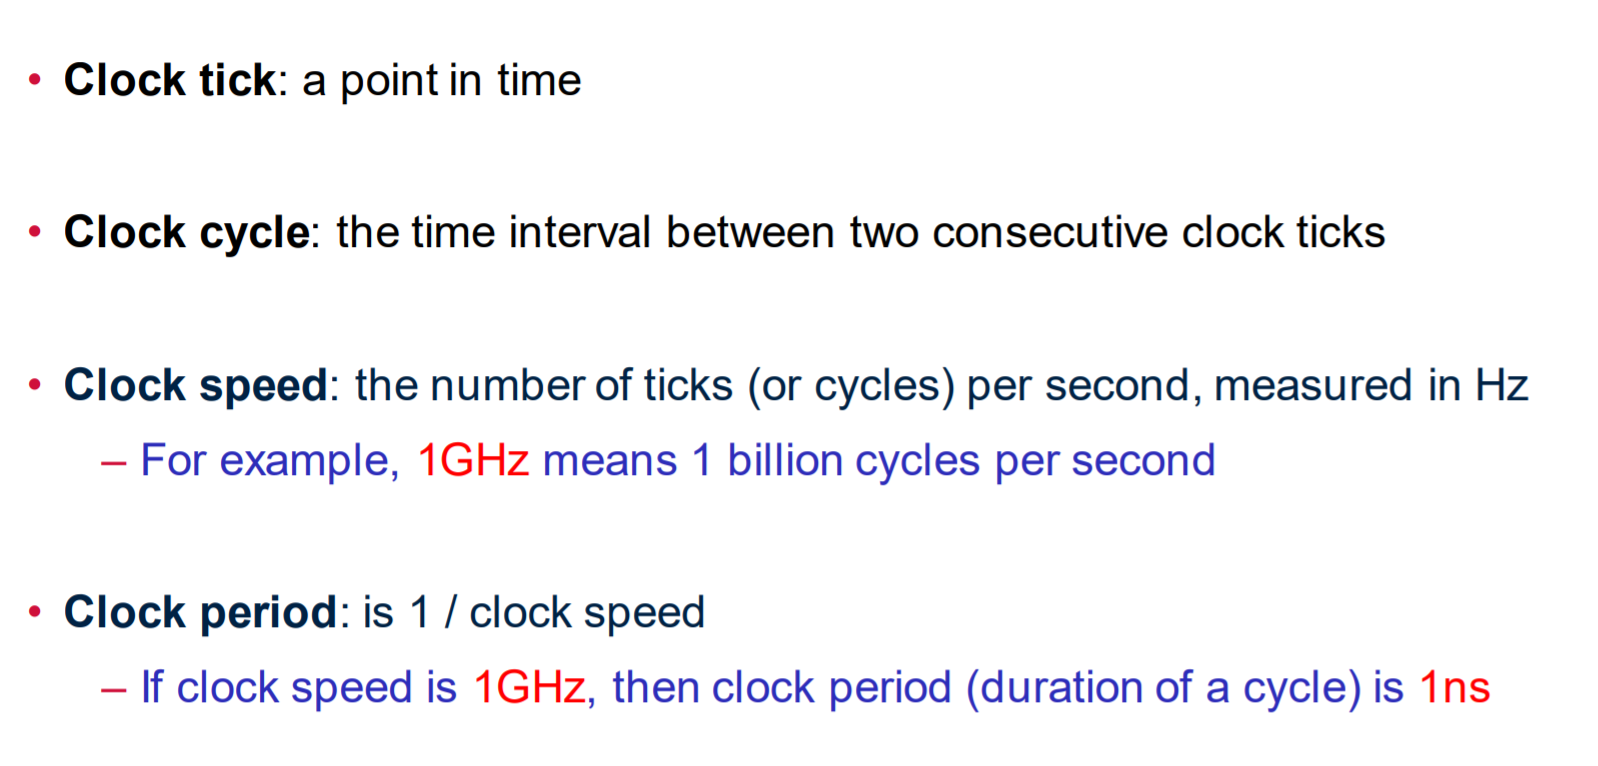 • Clock tick: a point in time
• Clock cycle: the time interval between two consecutive clock ticks
• Clock speed: the number of ticks (or cycles) per second, measured in Hz
– For example, 1GHz means 1 billion cycles per second
• Clock period: is 1 / clock speed
– If clock speed is 1GHz, then clock period (duration of a cycle) is 1ns